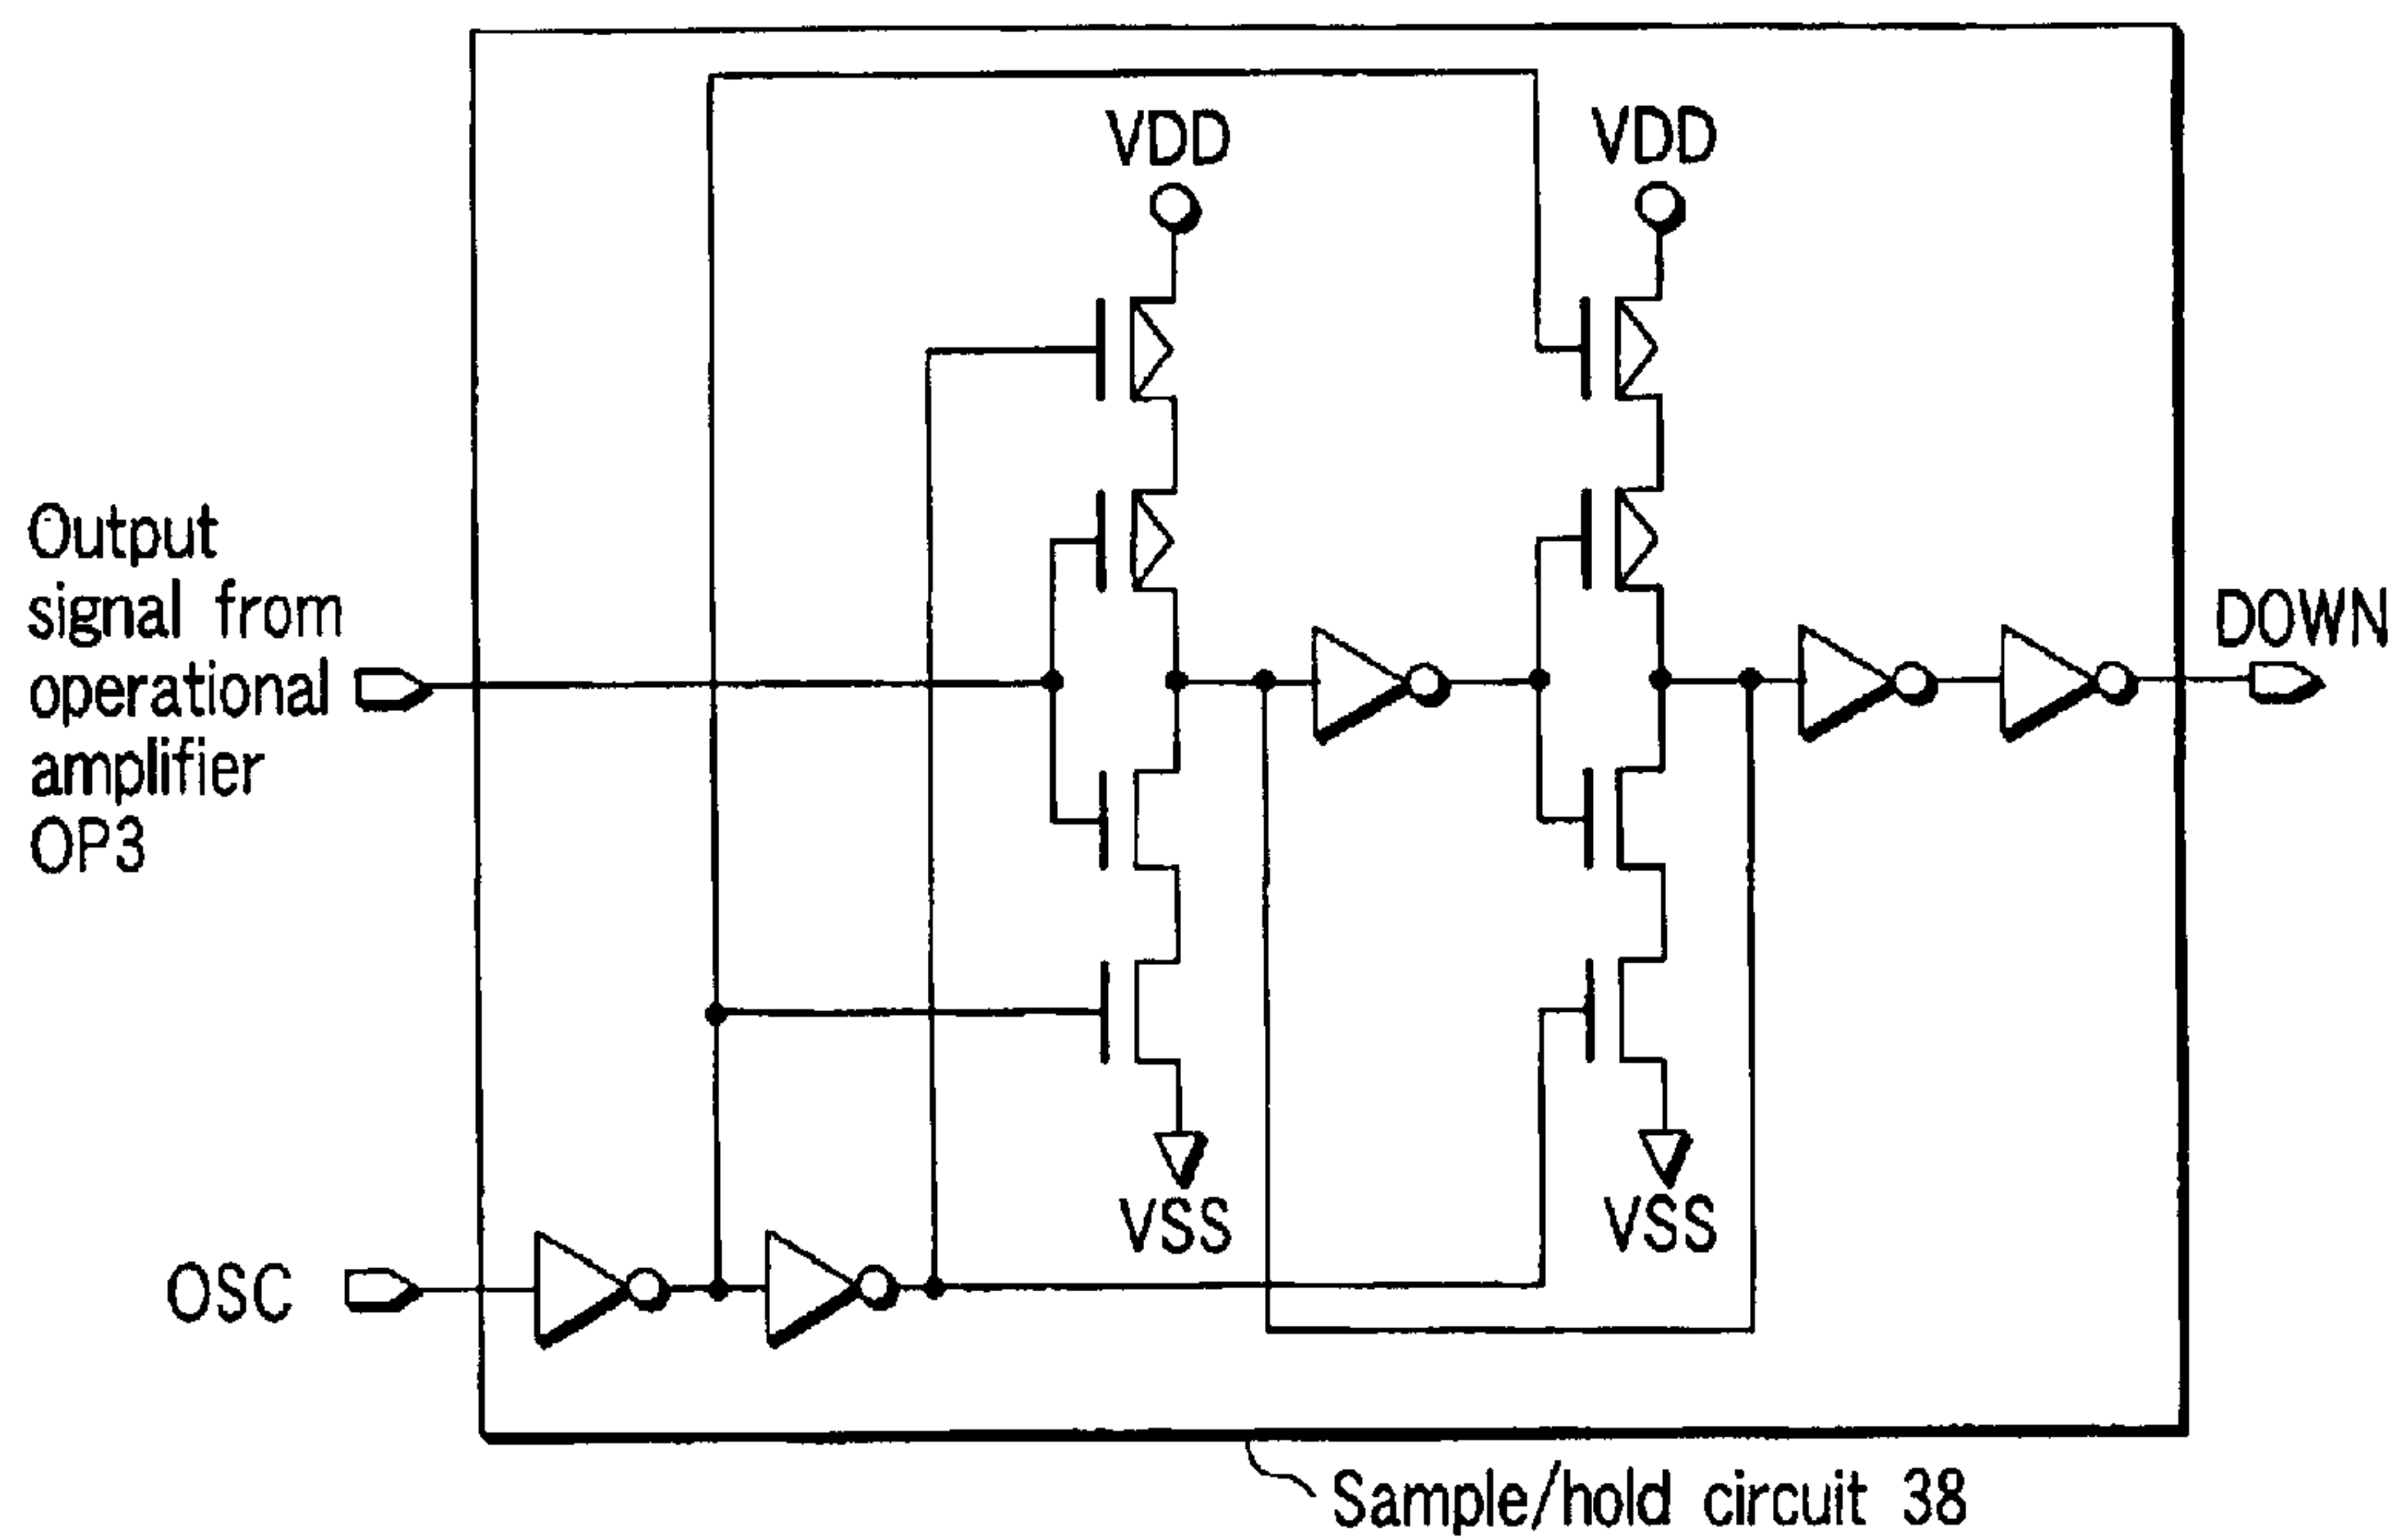 VDD
VDD
Output
signal from
operational
amplifier
OP3
DOWN
VSS
VSS
OSC
Sample/hold circuit 38